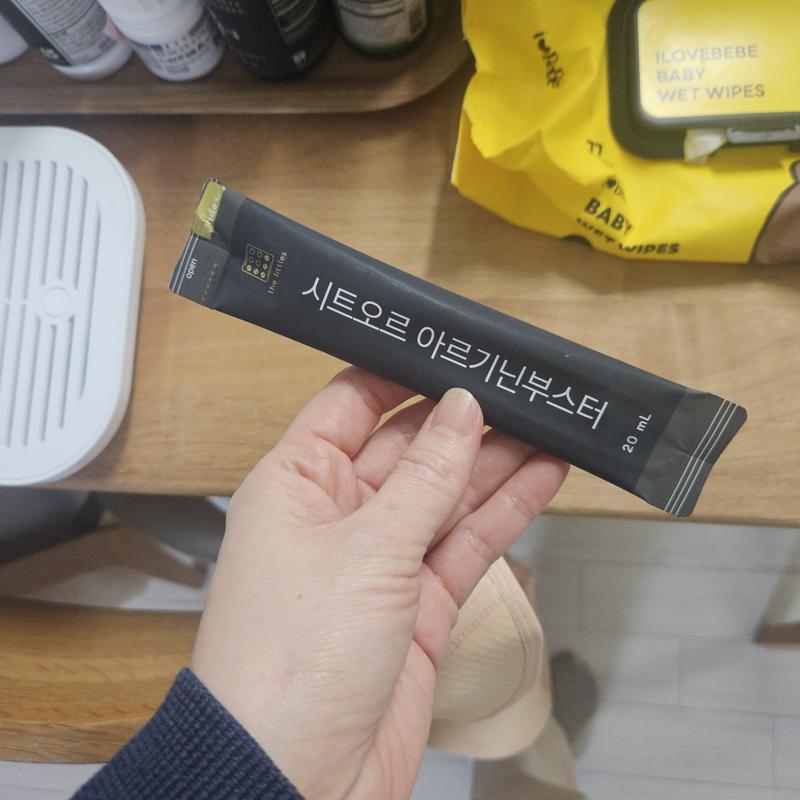 ILOVEBEBE
BABY
WET WIPES
BABY
WET WIPES
open
the littles
시트오르 아르기닌부스터
20 mL